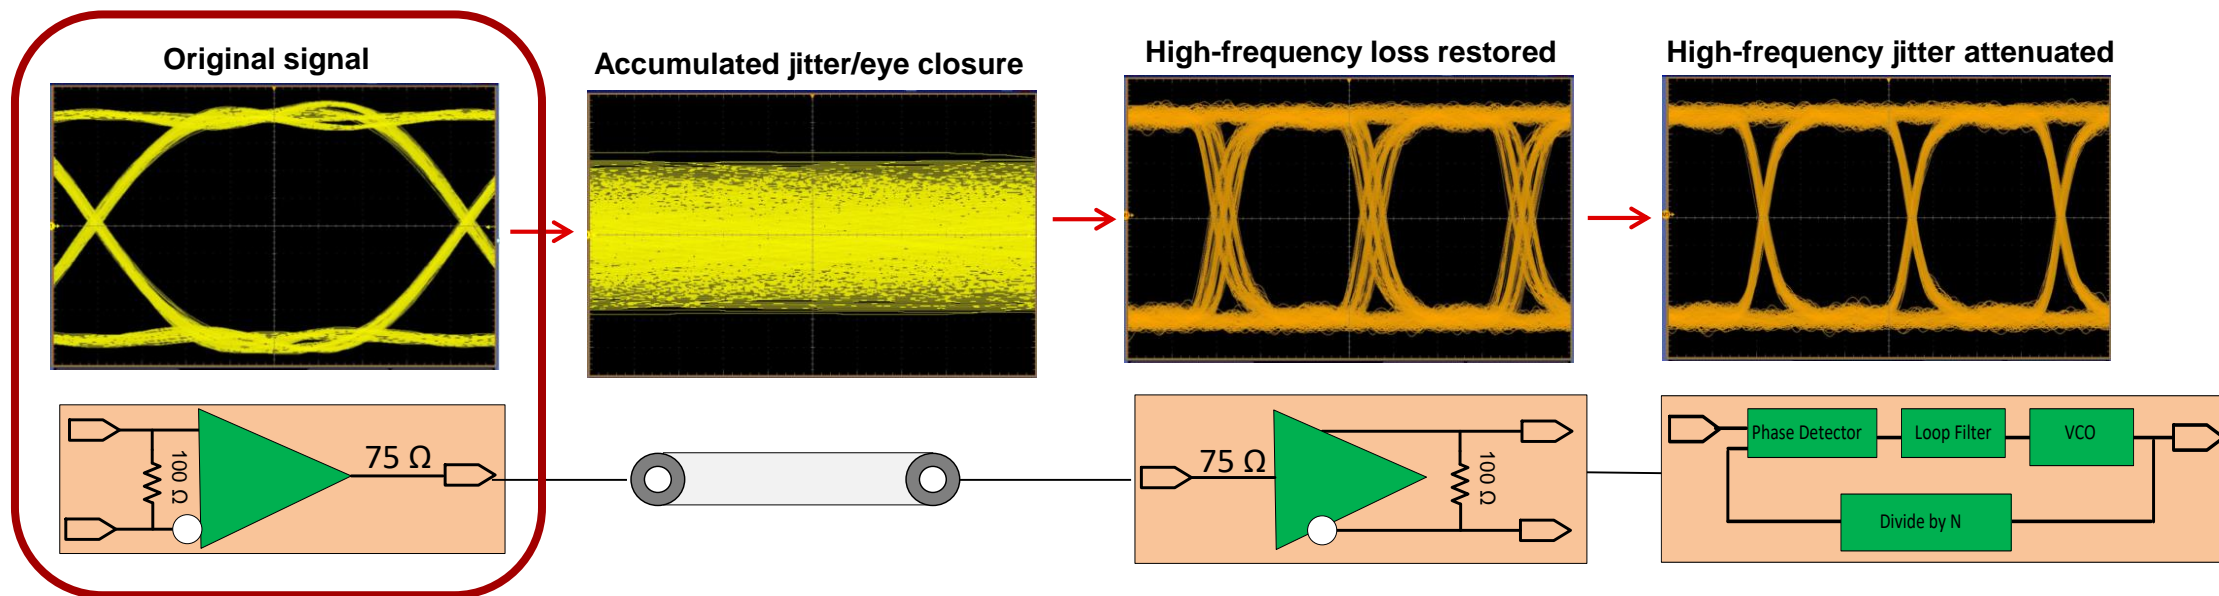 Original signal
Accumulated jitter/eye closure
High-frequency loss restored
High-frequency jitter attenuated
100 Ω
75 Ω
75 Ω
100 Ω
Phase Detector
Loop Filter
VCO
Divide by N